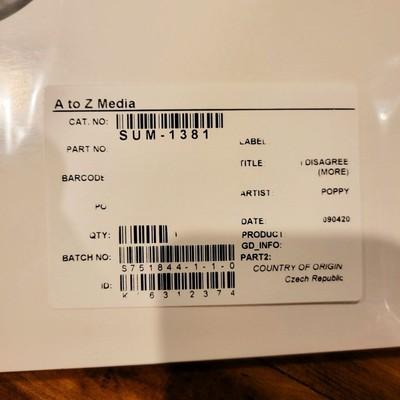 A to Z Media
CAT. NO:
SUM-1381
LABEL:
PART NO
TITLE I DISAGREE
(MORE)
BARCODE
ARTIST: POPPY
PO
DATE: 090420
QTY: PRODUCT
GD_INFO:
BATCH NO: PART2:
S751844-1-1-0
COUNTRY OF ORIGIN
Czech Republic
ID:
K16312374